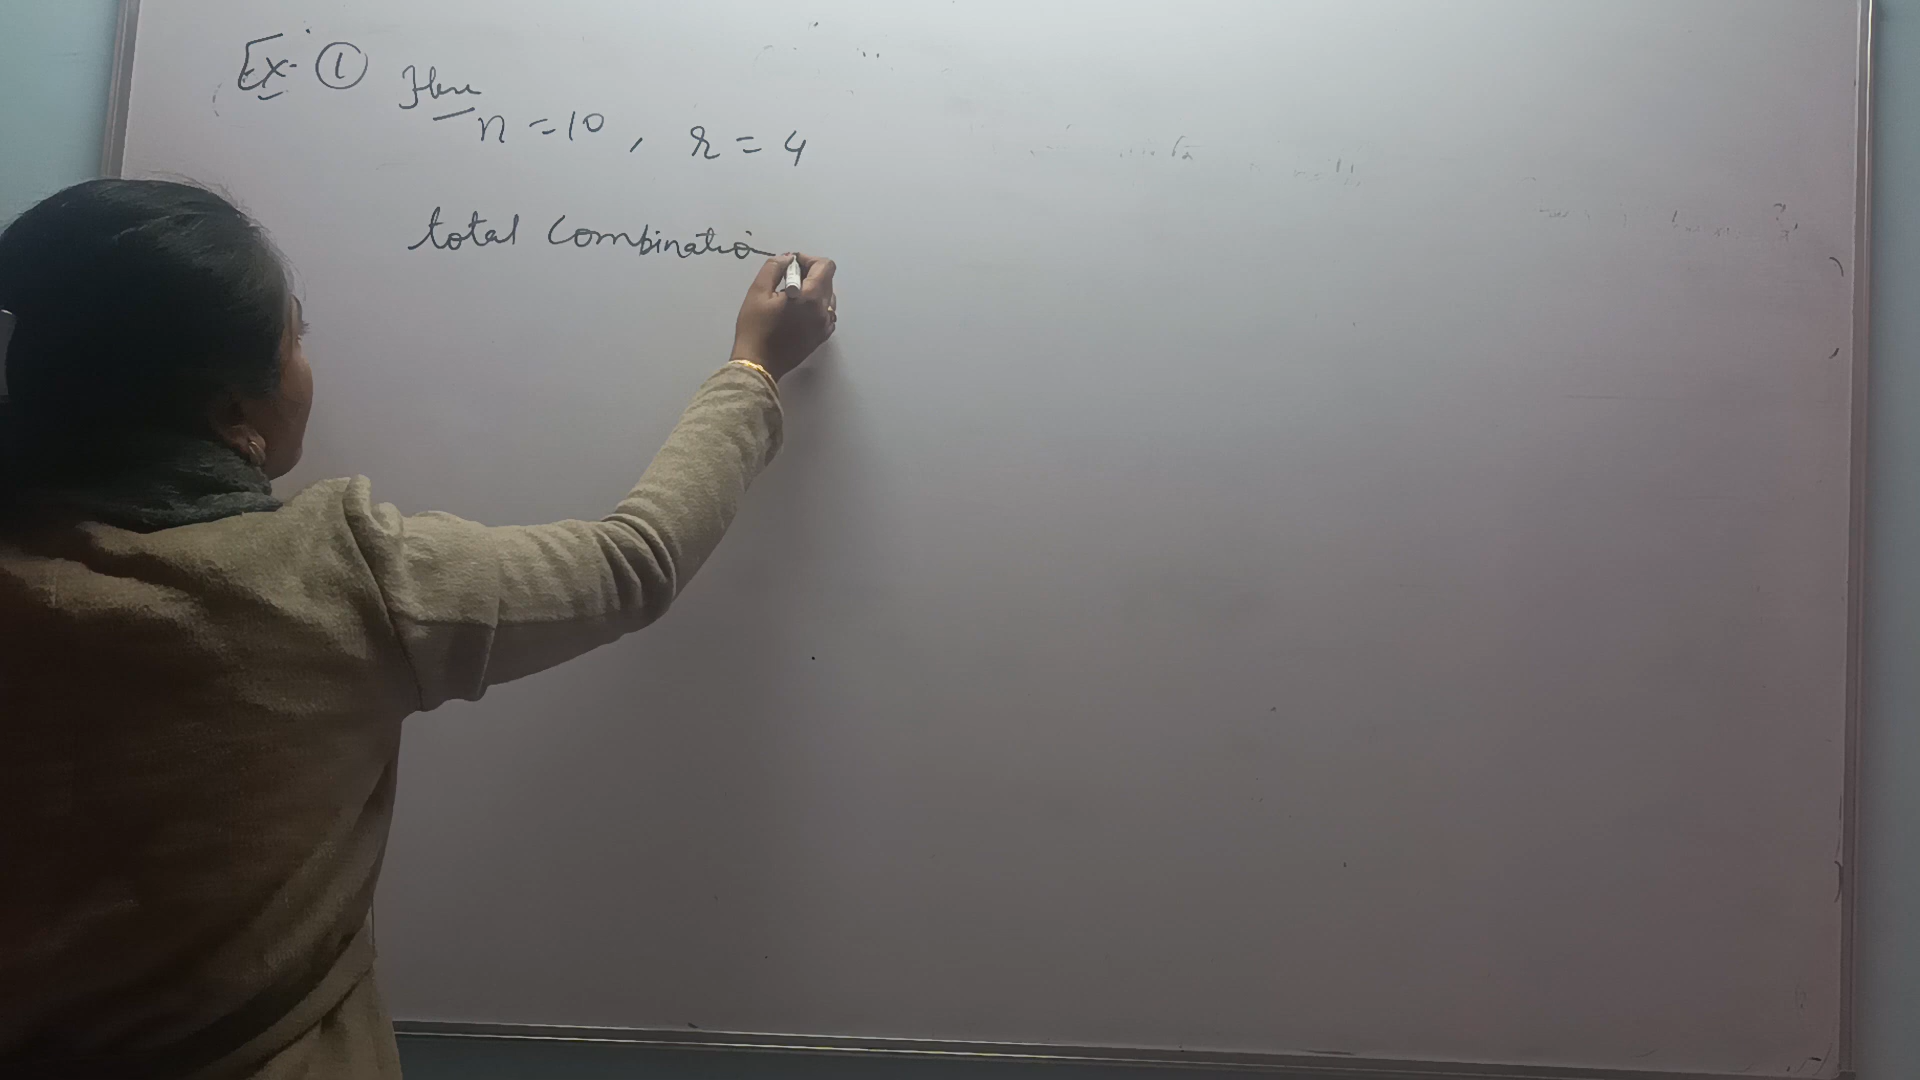 Ex. ① Here
n = 10 , r = 4
total combination